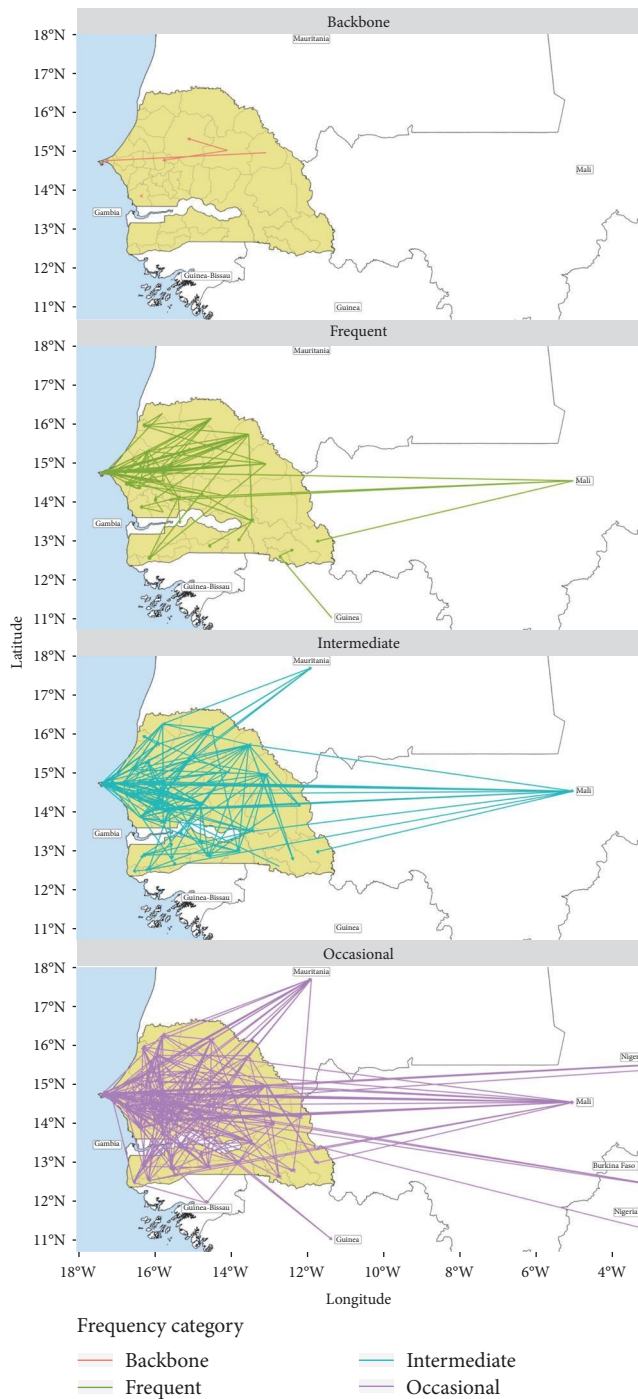 Backbone
18°N
Mauritania
17°N
16°N
15°N
Mali
14°N
Gambia
13°N
12°N
Guinea-Bissau
11°N
Guinea
Frequent
18°N
Mauritania
17°N
16°N
15°N
Mali
14°N
Gambia
13°N
12°N
Guinea-Bissau
11°N
Guinea
Latitude
Intermediate
18°N
Mauritania
17°N
16°N
15°N
Mali
14°N
Gambia
13°N
12°N
Guinea-Bissau
11°N
Guinea
Occasional
18°N
Mauritania
17°N
16°N
Niger
15°N
Mali
14°N
Gambia
13°N
Burkina Faso
12°N
Guinea-Bissau
Nigeria
11°N
Guinea
18°W 16°W 14°W 12°W 10°W 8°W 6°W 4°W
Longitude
Frequency category
Backbone Intermediate
Frequent Occasional